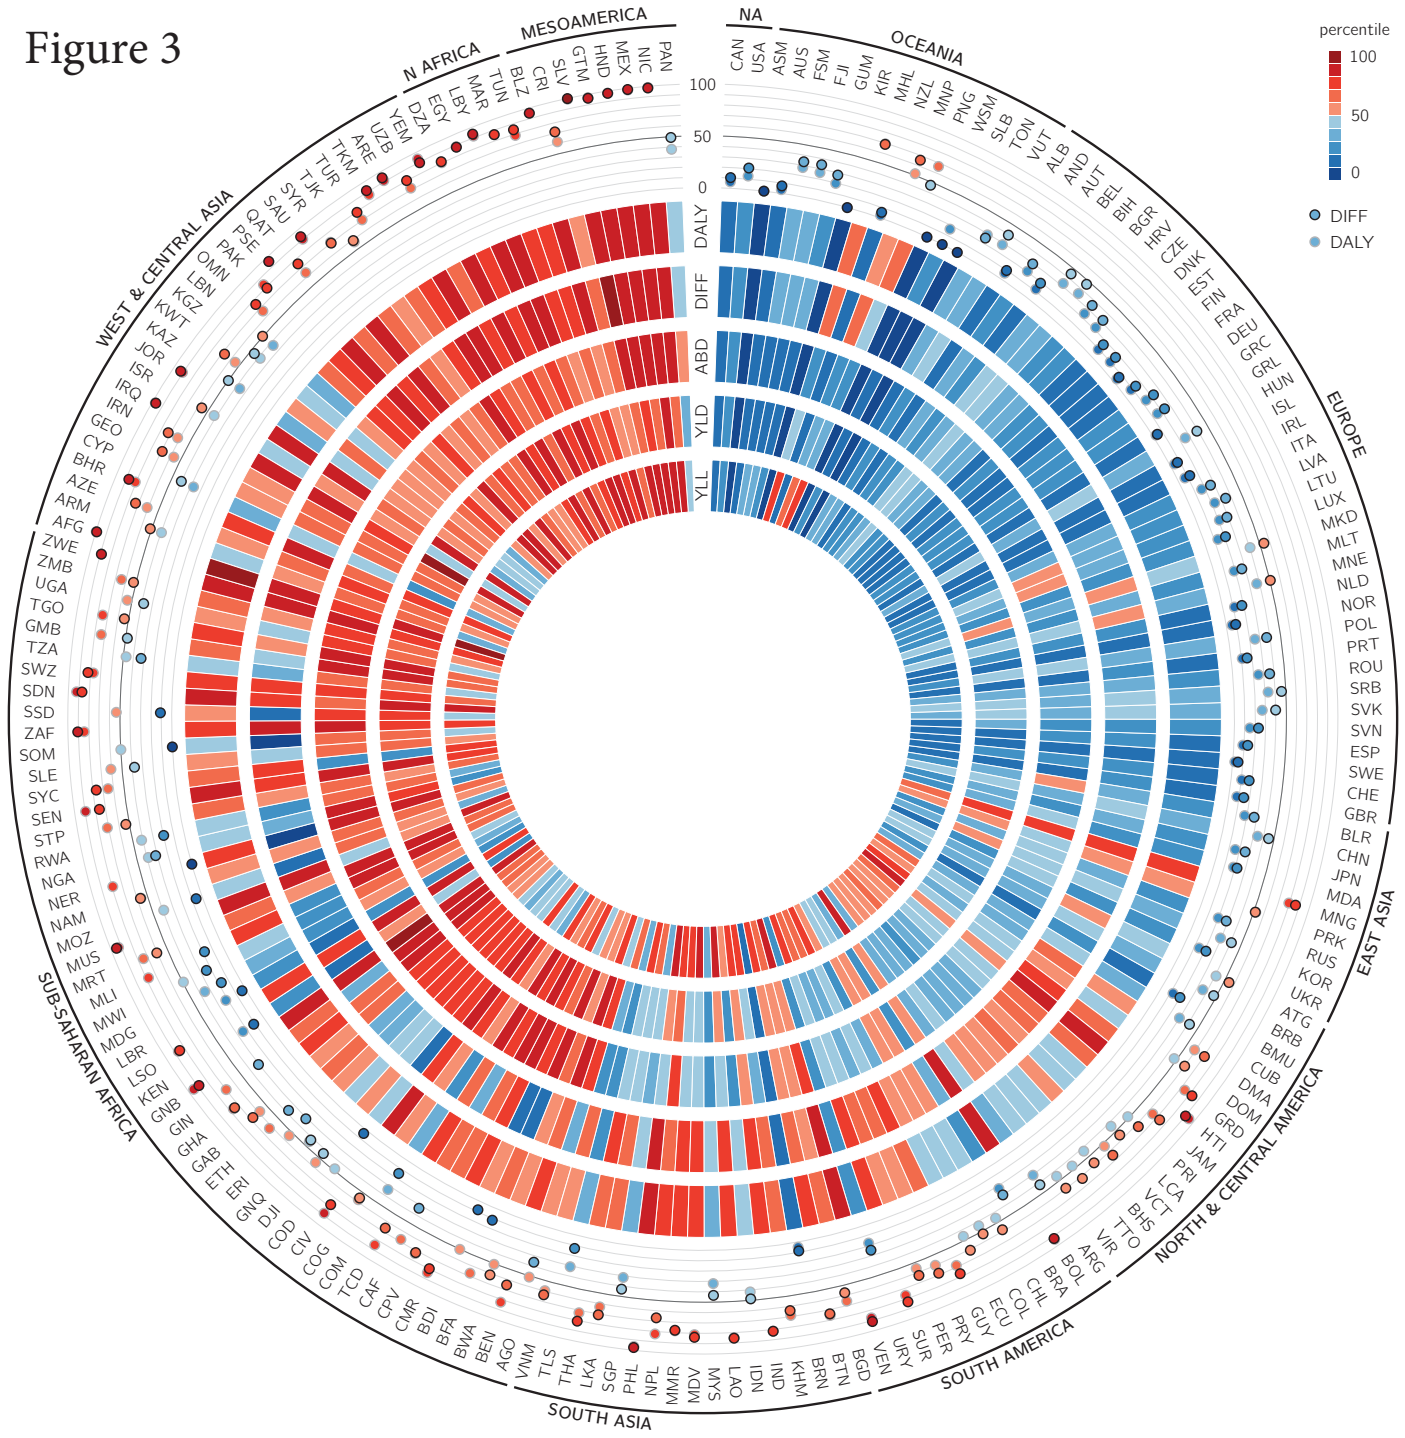 Figure 3
percentile
100
50
0
DIFF
DALY
100
50
0
DALY
DIFF
ABD
YLD
YLL
NA
CAN
USA
OCEANIA
ASM
AUS
FSM
FJI
GUM
KIR
MHL
NZL
MNP
PNG
WSM
SLB
TON
VUT
EUROPE
ALB
AND
AUT
BEL
BIH
BGR
HRV
CZE
DNK
EST
FIN
FRA
DEU
GRC
GRL
HUN
ISL
IRL
ITA
LVA
LTU
LUX
MKD
MLT
MNE
NLD
NOR
POL
PRT
ROU
SRB
SVK
SVN
ESP
SWE
CHE
GBR
BLR
EAST ASIA
CHN
JPN
MDA
MNG
PRK
RUS
KOR
UKR
NORTH & CENTRAL AMERICA
ATG
BRB
BMU
CUB
DMA
DOM
GRD
HTI
JAM
PRI
LCA
VCT
BHS
TTO
VIR
SOUTH AMERICA
ARG
BOL
BRA
CHL
COL
ECU
GUY
PRY
PER
SUR
URY
VEN
SOUTH ASIA
BGD
BTN
BRN
KHM
IND
IDN
LAO
MYS
MDV
MMR
NPL
PHL
SGP
LKA
THA
TLS
VNM
SUB-SAHARAN AFRICA
AGO
BEN
BWA
BFA
BDI
CMR
CPV
CAF
TCD
COM
COG
CIV
COD
DJI
GNQ
ERI
ETH
GAB
GHA
GIN
GNB
KEN
LSO
LBR
MDG
MWI
MLI
MRT
MUS
MOZ
NAM
NER
NGA
RWA
STP
SEN
SYC
SLE
SOM
ZAF
SSD
SDN
SWZ
TZA
GMB
TGO
UGA
ZMB
ZWE
WEST & CENTRAL ASIA
AFG
ARM
AZE
BHR
CYP
GEO
IRN
IRQ
ISR
JOR
KAZ
KWT
KGZ
LBN
OMN
PAK
PSE
QAT
SAU
SYR
TJK
TUR
TKM
ARE
UZB
YEM
N AFRICA
DZA
EGY
LBY
MAR
TUN
MESOAMERICA
BLZ
CRI
SLV
GTM
HND
MEX
NIC
PAN